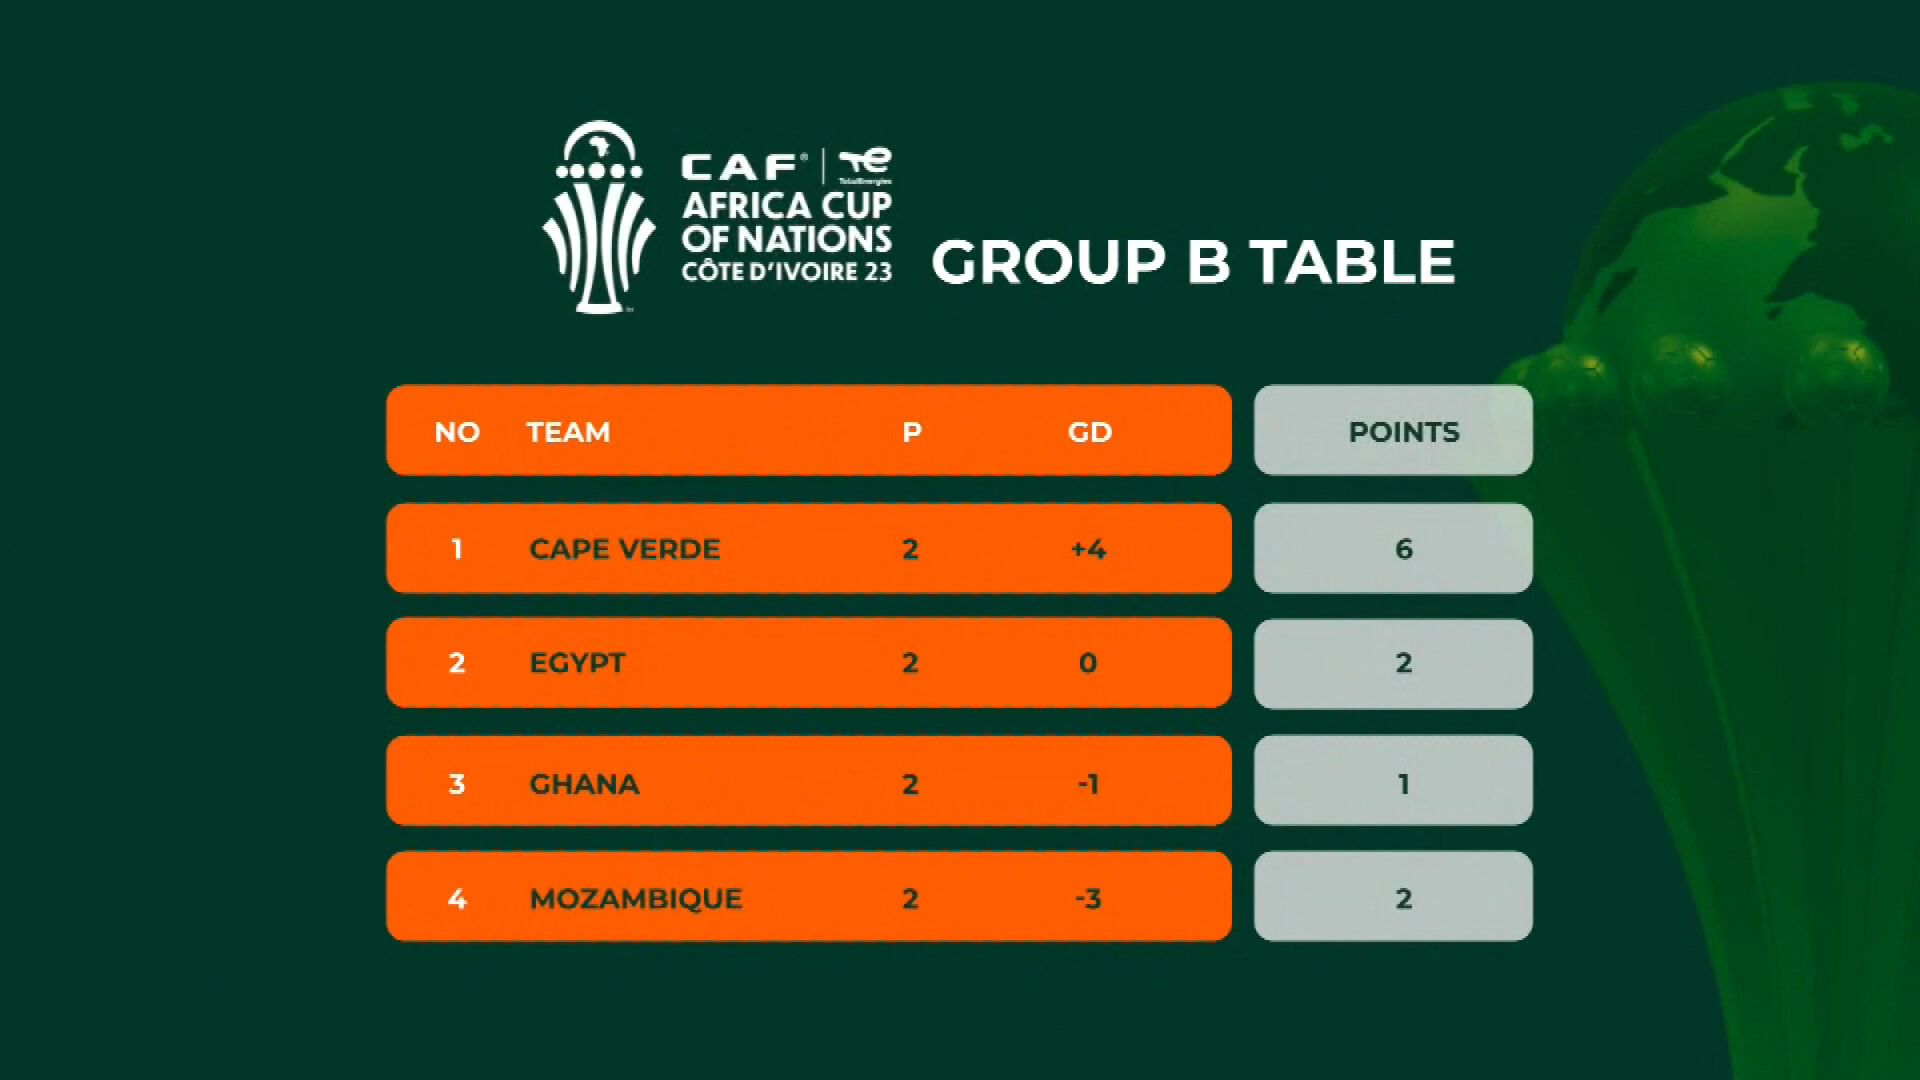 CAF
TotalEnergies
AFRICA CUP
OF NATIONS
CÔTE D'IVOIRE 23
GROUP B TABLE
NO TEAM P GD POINTS
1 CAPE VERDE 2 +4 6
2 EGYPT 2 0 2
3 GHANA 2 -1 1
4 MOZAMBIQUE 2 -3 2